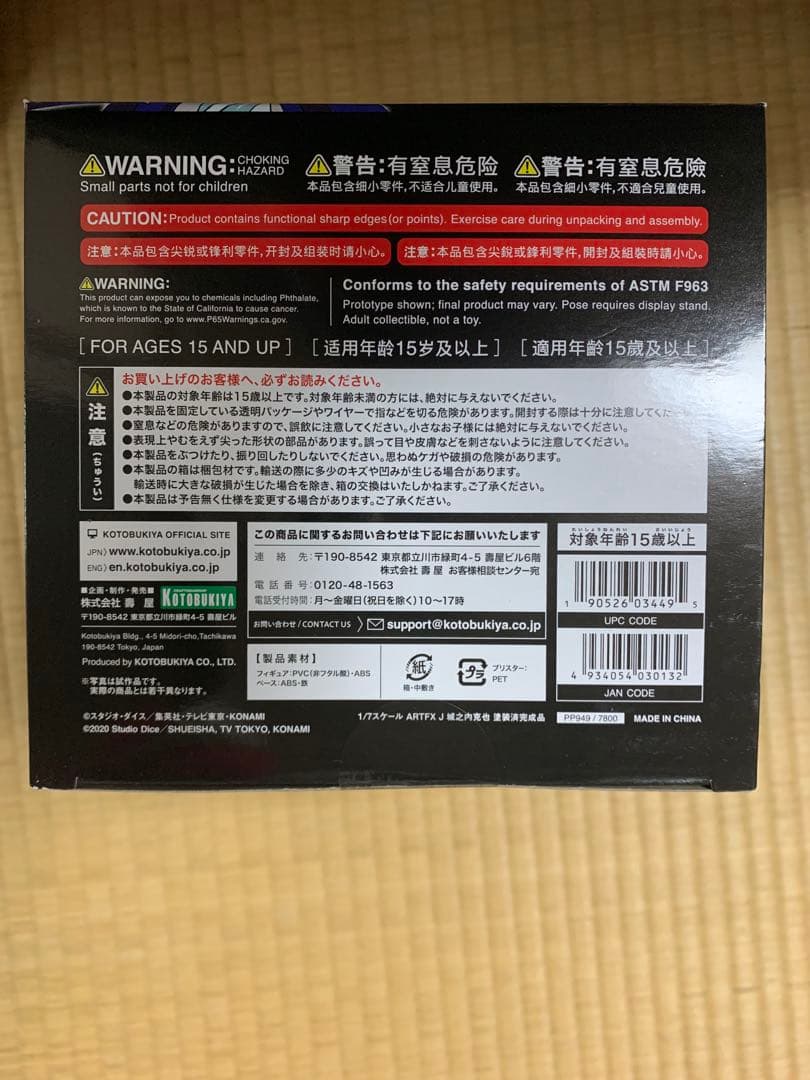 WARNING: CHOKING HAZARD
Small parts not for children
警告:有窒息危险
本品包含细小零件,不适合儿童使用。
警告:有窒息危險
本品包含細小零件,不適合兒童使用。
CAUTION: Product contains functional sharp edges(or points). Exercise care during unpacking and assembly.
注意:本品包含尖锐或锋利零件,开封及组装时请小心。
注意:本品包含尖銳或鋒利零件,開封及組裝時請小心。
WARNING:
This product can expose you to chemicals including Phthalate,
which is known to the State of California to cause cancer.
For more information, go to www.P65Warnings.ca.gov.
Conforms to the safety requirements of ASTM F963
Prototype shown; final product may vary. Pose requires display stand.
Adult collectible, not a toy.
[ FOR AGES 15 AND UP ] [ 适用年龄15岁及以上 ] [ 適用年齡15歲及以上 ]
注意(ちゅうい)
お買い上げのお客様へ、必ずお読みください。
●本製品の対象年齢は15歳以上です。対象年齢未満の方には、絶対に与えないでください。
●本製品を固定している透明パッケージやワイヤーで指などを切る危険があります。開封する際は十分に注意してく
●窒息などの危険がありますので、誤飲に注意してください。小さなお子様には絶対に与えないでください。
●表現上やむをえず尖った形状の部品があります。誤って目や皮膚などを刺さないように注意してください。
●本製品をぶつけたり、振り回したりしないでください。思わぬケガや破損の危険があります。
●本製品の箱は梱包材です。輸送の際に多少のキズや凹みが生じる場合があります。
輸送時に大きな破損が生じた場合を除き、箱の交換はいたしかねます。ご了承ください。
●本製品は予告無く仕様を変更する場合があります。ご了承ください。
KOTOBUKIYA OFFICIAL SITE
JPN〉www.kotobukiya.co.jp
ENG〉en.kotobukiya.co.jp
■企画・制作・発売■
株式会社 壽 屋
KOTOBUKIYA
〒190-8542 東京都立川市緑町4-5 壽屋ビル
Kotobukiya Bldg., 4-5 Midori-cho,Tachikawa
190-8542 Tokyo, Japan
Produced by KOTOBUKIYA CO., LTD.
※写真は試作品です。
実際の商品とは若干異なります。
この商品に関するお問い合わせは下記にお願いいたします
連絡先:〒190-8542 東京都立川市緑町4-5 壽屋ビル6階
株式会社 壽 屋 お客様相談センター宛
電話番号:0120-48-1563
電話受付時間:月〜金曜日(祝日を除く)10〜17時
お問い合わせ/CONTACT US 〉 support@kotobukiya.co.jp
【製品素材】
フィギュア:PVC(非フタル酸)・ABS
ベース:ABS・鉄
紙
箱・中敷き
プラ
ブリスター:
PET
たいしょうねんれい さいいじょう
対象年齢15歳以上
1 90526 03449 5
UPC CODE
4 934054 030132
JAN CODE
©スタジオ・ダイス/集英社・テレビ東京・KONAMI
©2020 Studio Dice/SHUEISHA, TV TOKYO, KONAMI
1/7スケール ARTFX J 城之内克也 塗装済完成品
PP949 / 7800
MADE IN CHINA